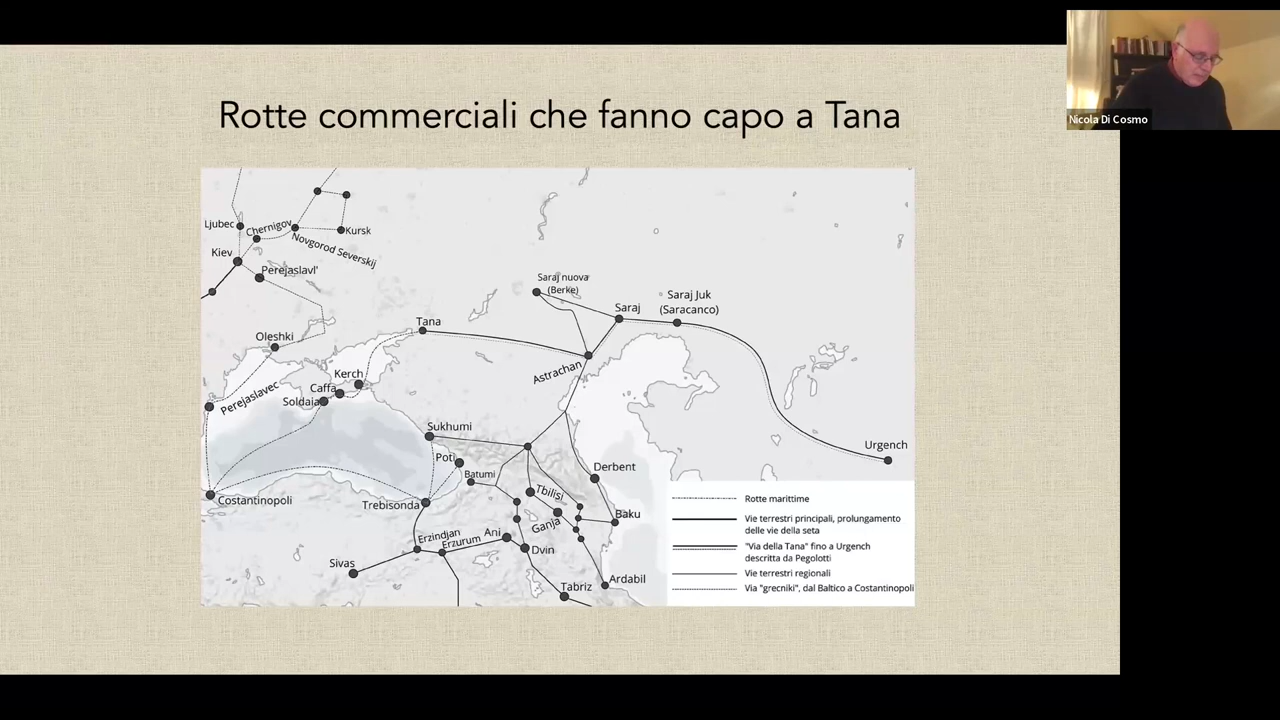 Rotte commerciali che fanno capo a Tana
Nicola Di Cosmo
Ljubec
Chernigov
Kursk
Novgorod Severskij
Kiev
Perejaslavl'
Saraj nuova
(Berke)
Saraj Juk
(Saracanco)
Saraj
Tana
Oleshki
Astrachan
Kerch
Caffa
Perejaslavec
Soldaia
Sukhumi
Urgench
Poti
Batumi
Derbent
Costantinopoli
Trebisonda
Tbilisi
Baku
Ganja
Erzindjan
Erzurum
Ani
Dvin
Sivas
Tabriz
Ardabil
Rotte marittime
Vie terrestri principali, prolungamento
delle vie della seta
"Via della Tana" fino a Urgench
descritta da Pegolotti
Vie terrestri regionali
Via "grecniki", dal Baltico a Costantinopoli